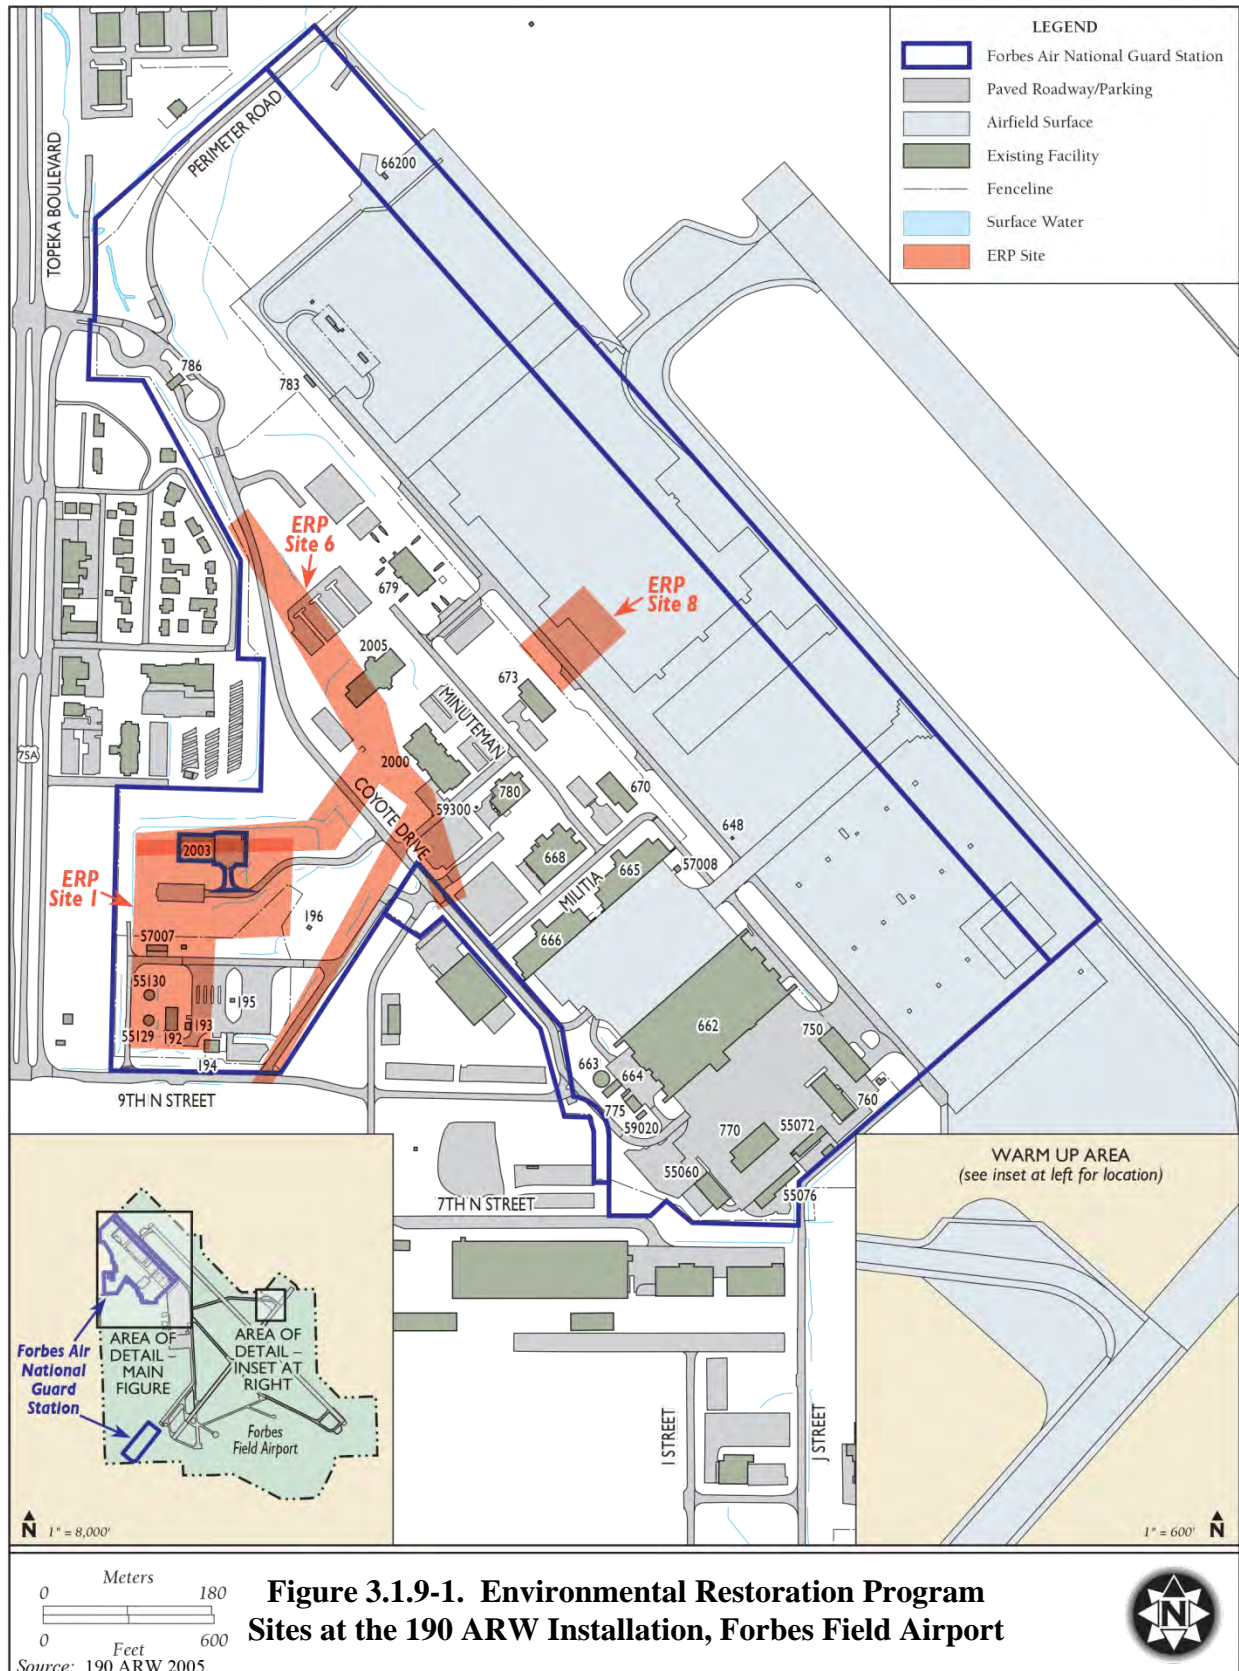 LEGEND
Forbes Air National Guard Station
Paved Roadway/Parking
Airfield Surface
Existing Facility
Fenceline
Surface Water
ERP Site
TOPEKA BOULEVARD
PERIMETER ROAD
66200
786
783
ERP
Site 6
679
ERP
Site 8
2005
673
MINUTEMAN
75A
2000
COYOTE DRIVE
59300
780
670
648
2003
668
665
57008
MILITIA
ERP
Site 1
196
666
57007
55130
195
662
750
55129
192
193
194
663
664
760
9TH N STREET
775
59020
770
55072
55060
55076
7TH N STREET
WARM UP AREA
(see inset at left for location)
AREA OF
DETAIL –
MAIN
FIGURE
AREA OF
DETAIL –
INSET AT
RIGHT
Forbes Air
National
Guard
Station
Forbes
Field Airport
I STREET
J STREET
N
1" = 8,000'
1" = 600'
N
Meters
0
180
0
600
Feet
Source: 190 ARW 2005.
Figure 3.1.9-1. Environmental Restoration Program
Sites at the 190 ARW Installation, Forbes Field Airport
N